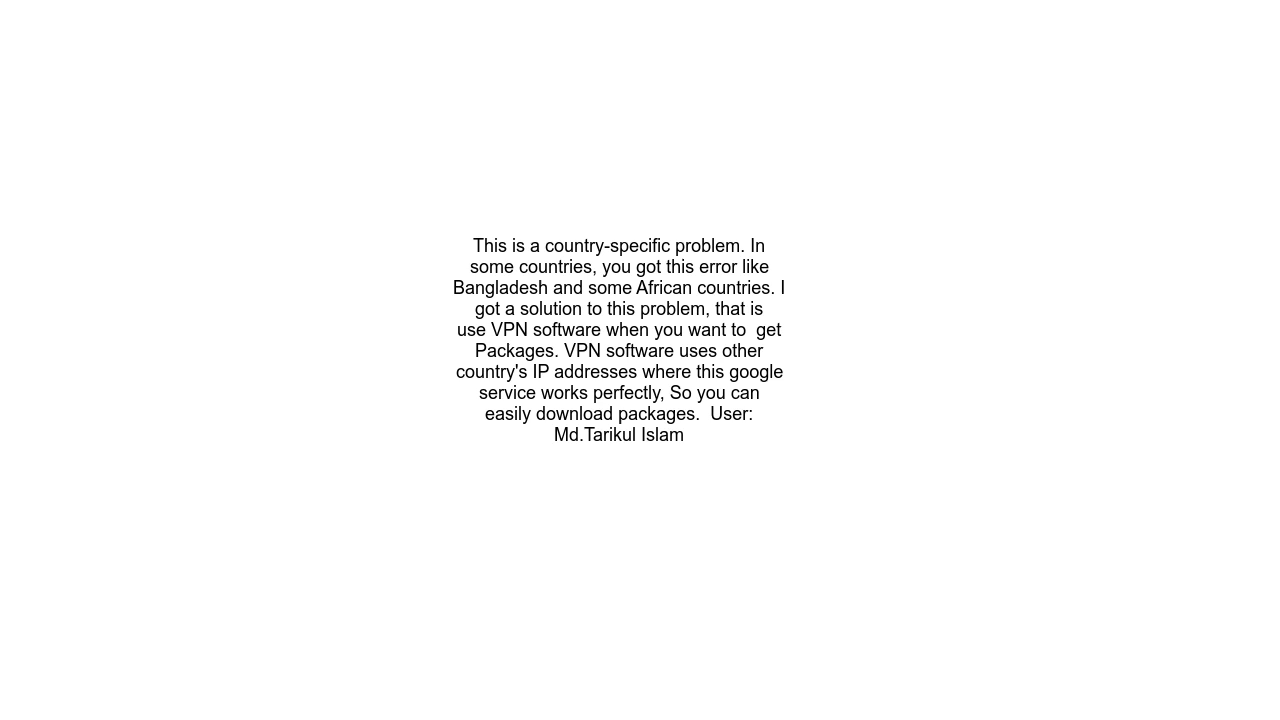 This is a country-specific problem. In
some countries, you got this error like
Bangladesh and some African countries. I
got a solution to this problem, that is
use VPN software when you want to  get
Packages. VPN software uses other
country's IP addresses where this google
service works perfectly, So you can
easily download packages.  User:
Md.Tarikul Islam